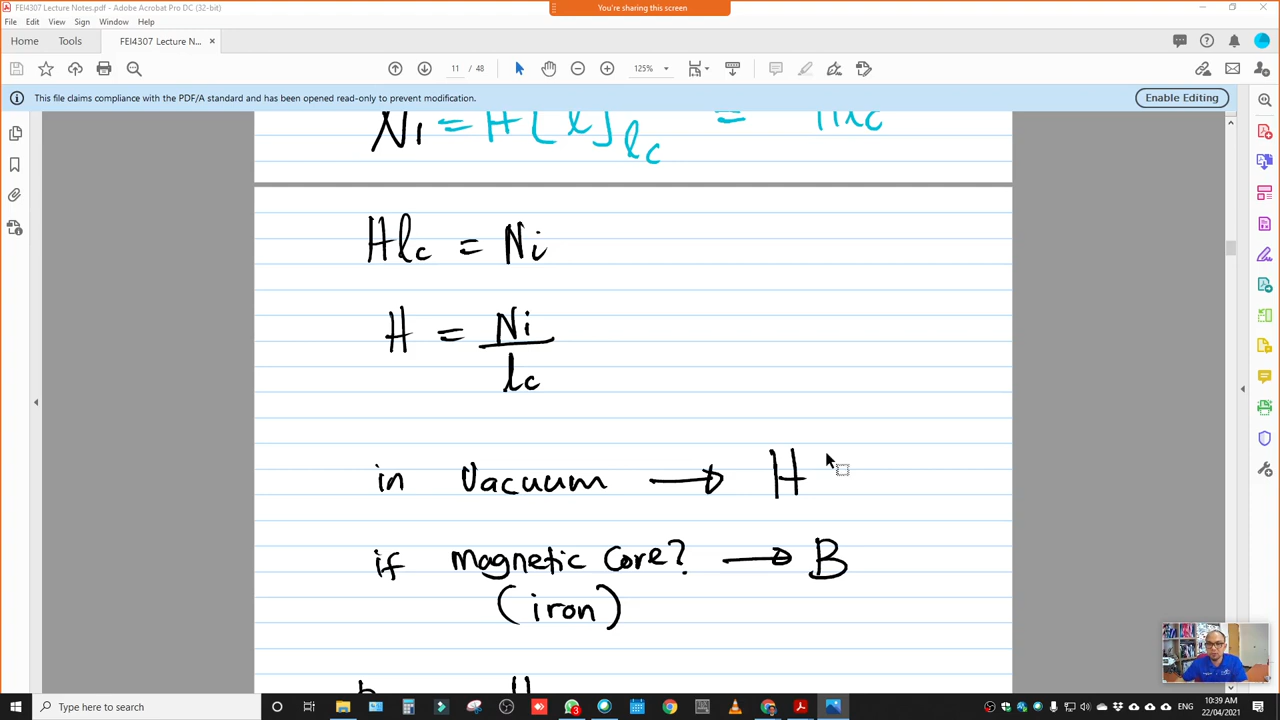 FEI4307 Lecture Notes.pdf - Adobe Acrobat Pro DC (32-bit)
You're sharing this screen
File Edit View Sign Window Help
Home Tools FEI4307 Lecture N... ×
11 / 48 125%
This file claims compliance with the PDF/A standard and has been opened read-only to prevent modification.
Enable Editing
Ni = H [l]lc =
Hlc = Ni
H = Ni
lc
in Vacuum → H
if magnetic core? → B
(iron)
Type here to search
3
ENG
10:39 AM
22/04/2021